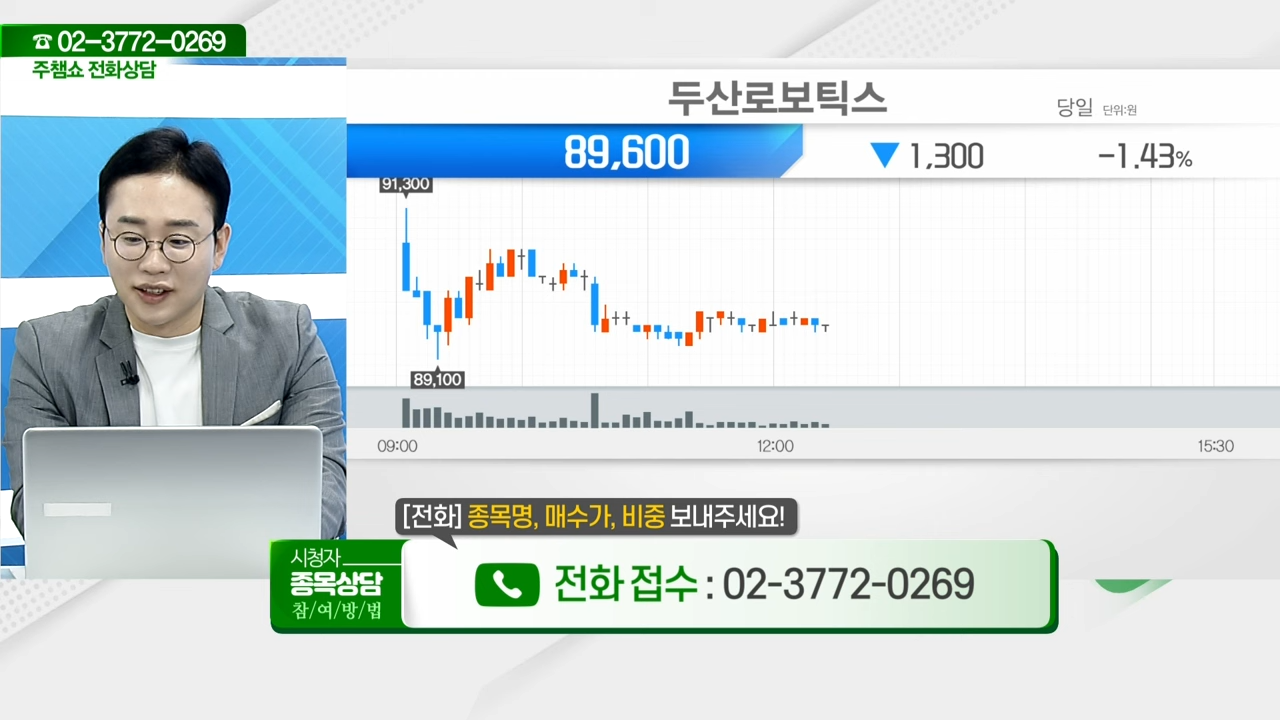 ☎ 02-3772-0269
주챔쇼 전화상담
두산로보틱스
당일 단위:원
89,600 ▼ 1,300 -1.43%
91,300
89,100
09:00 12:00 15:30
[전화] 종목명, 매수가, 비중 보내주세요!
시청자
종목상담
참/여/방/법
전화 접수 : 02-3772-0269